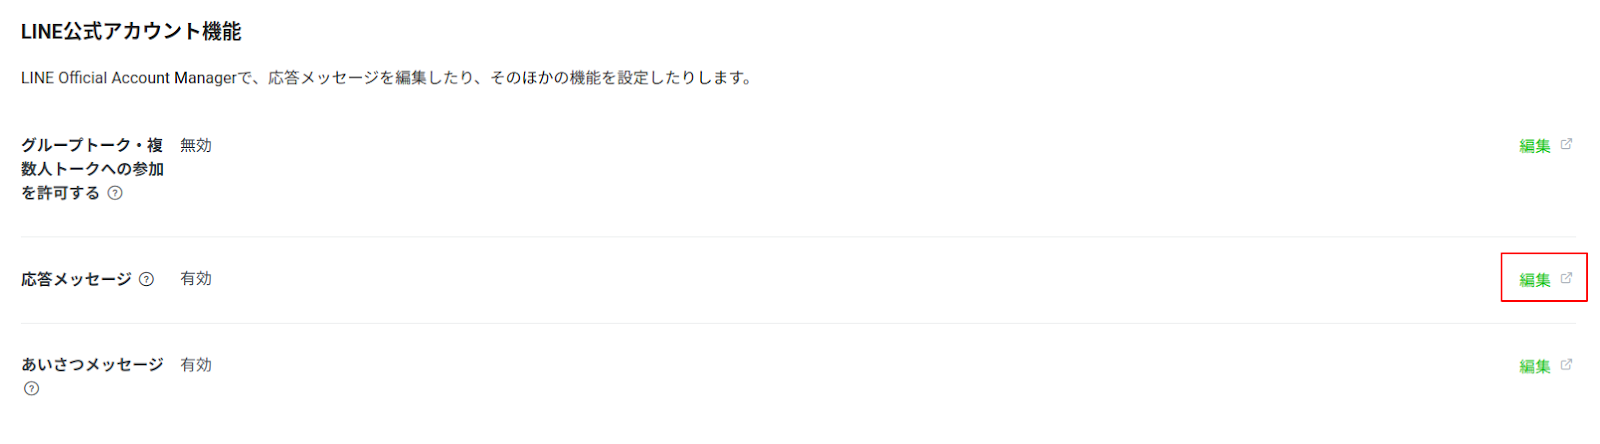 LINE公式アカウント機能
LINE Official Account Managerで、応答メッセージを編集したり、そのほかの機能を設定したりします。
グループトーク・複 無効 編集
数人トークへの参加
を許可する ?
応答メッセージ ? 有効 編集
あいさつメッセージ 有効 編集
?